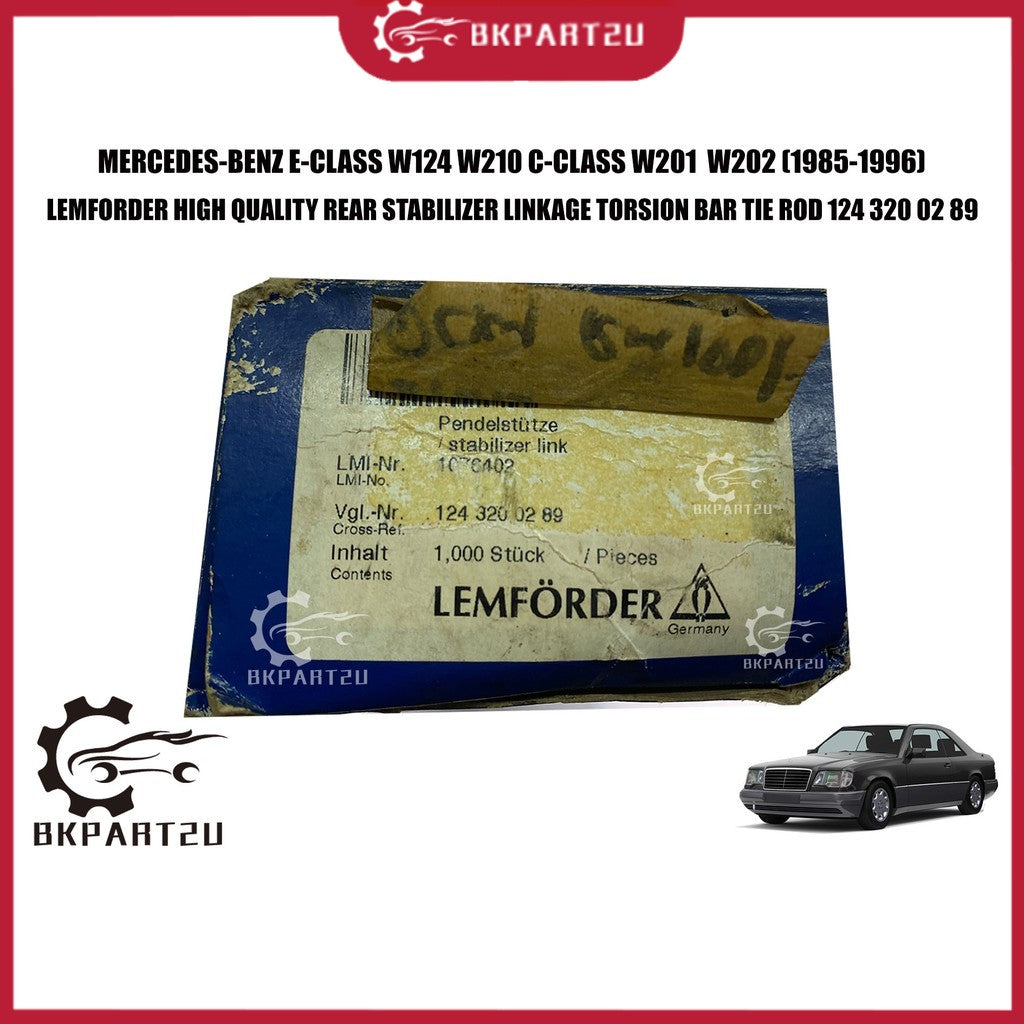 BKPART2U
MERCEDES-BENZ E-CLASS W124 W210 C-CLASS W201 W202 (1985-1996)
LEMFORDER HIGH QUALITY REAR STABILIZER LINKAGE TORSION BAR TIE ROD 124 320 02 89
Pendelstütze
/ stabilizer link
LMI-Nr. 1076402
LMI-No.
Vgl.-Nr. 124 320 02 89
Cross-Ref.
Inhalt 1,000 Stück / Pieces
Contents
LEMFÖRDER
Germany
BKPART2U
BKPART2U
BKPART2U
BKPART2U